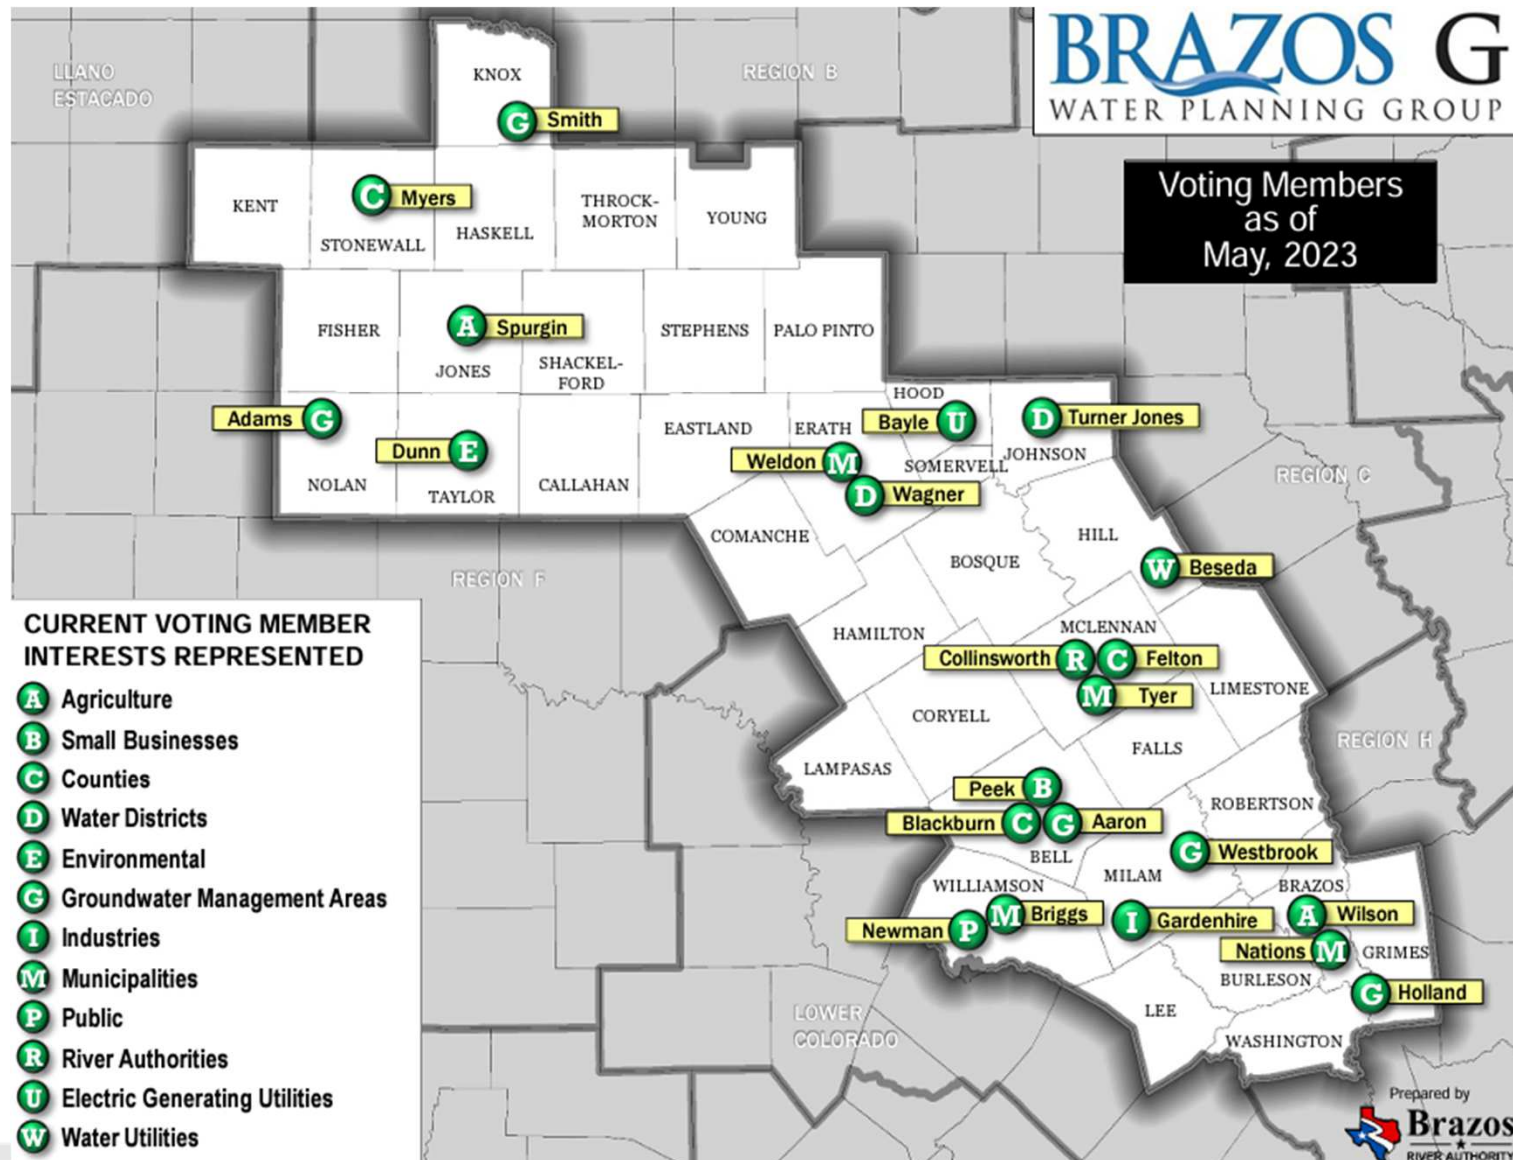 BRAZOS G
WATER PLANNING GROUP
Voting Members
as of
May, 2023
LLANO
ESTACADO
REGION B
KNOX
G Smith
KENT
C Myers
STONEWALL
HASKELL
THROCK-
MORTON
YOUNG
FISHER
A Spurgin
JONES
SHACKEL-
FORD
STEPHENS
PALO PINTO
Adams G
NOLAN
Dunn E
TAYLOR
CALLAHAN
EASTLAND
ERATH
HOOD
Bayle U
D Turner Jones
JOHNSON
Weldon M
SOMERVELL
D Wagner
REGION C
COMANCHE
BOSQUE
HILL
W Beseda
REGION F
HAMILTON
MCLENNAN
Collinsworth R
C Felton
M Tyer
LIMESTONE
CORYELL
FALLS
REGION H
LAMPASAS
Peek B
ROBERTSON
Blackburn C
G Aaron
BELL
G Westbrook
MILAM
WILLIAMSON
BRAZOS
M Briggs
Newman P
I Gardenhire
A Wilson
Nations M
GRIMES
BURLESON
G Holland
LEE
WASHINGTON
LOWER
COLORADO
CURRENT VOTING MEMBER
INTERESTS REPRESENTED
A Agriculture
B Small Businesses
C Counties
D Water Districts
E Environmental
G Groundwater Management Areas
I Industries
M Municipalities
P Public
R River Authorities
U Electric Generating Utilities
W Water Utilities
Prepared by
Brazos
RIVER AUTHORITY